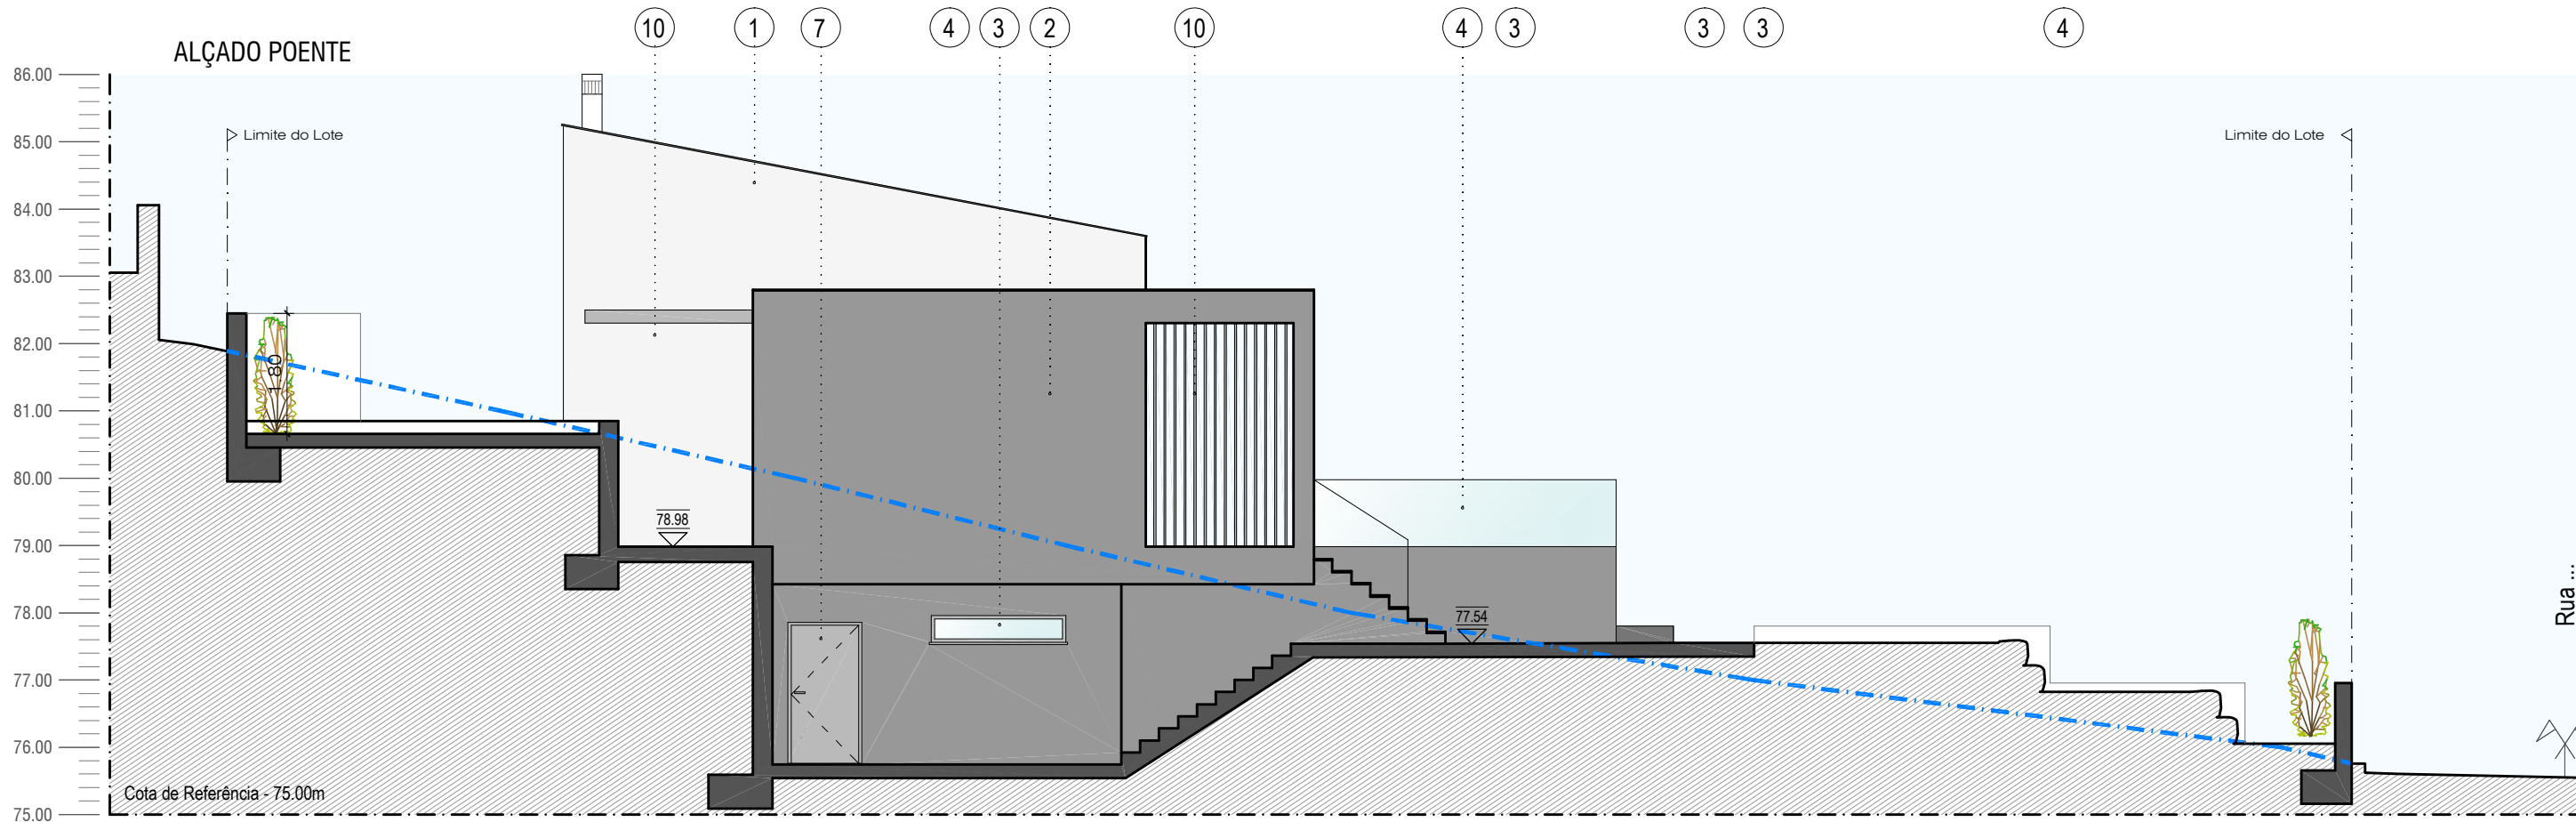 10 1 7 4 3 2 10 4 3 3 3 4
ALÇADO POENTE
86.00
85.00
Limite do Lote
Limite do Lote
84.00
83.00
82.00
1.80
81.00
80.00
78.98
79.00
78.00
77.54
Rua ...
77.00
76.00
Cota de Referência - 75.00m
75.00